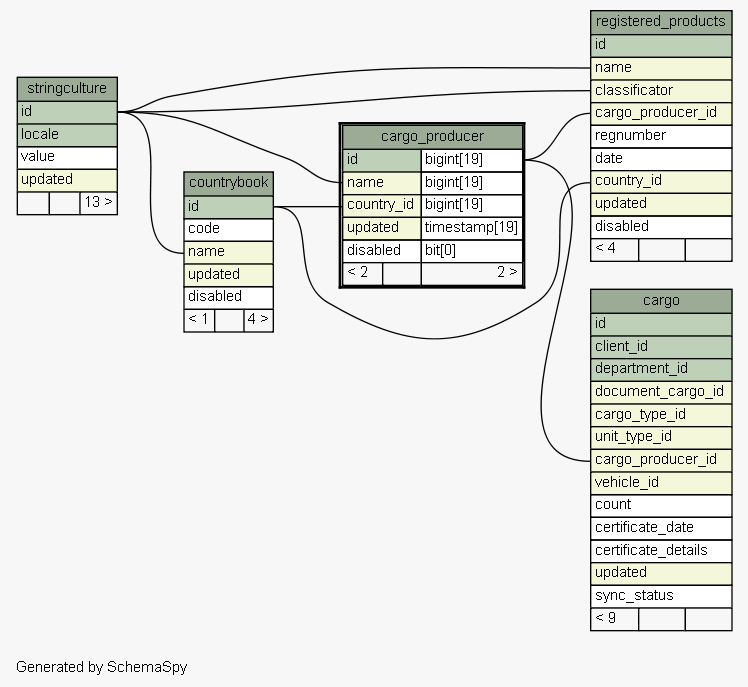 stringculture
id
locale
value
updated
13 >
countrybook
id
code
name
updated
disabled
< 1 4 >
cargo_producer
id bigint[19]
name bigint[19]
country_id bigint[19]
updated timestamp[19]
disabled bit[0]
< 2 2 >
registered_products
id
name
classificator
cargo_producer_id
regnumber
date
country_id
updated
disabled
< 4
cargo
id
client_id
department_id
document_cargo_id
cargo_type_id
unit_type_id
cargo_producer_id
vehicle_id
count
certificate_date
certificate_details
updated
sync_status
< 9
Generated by SchemaSpy